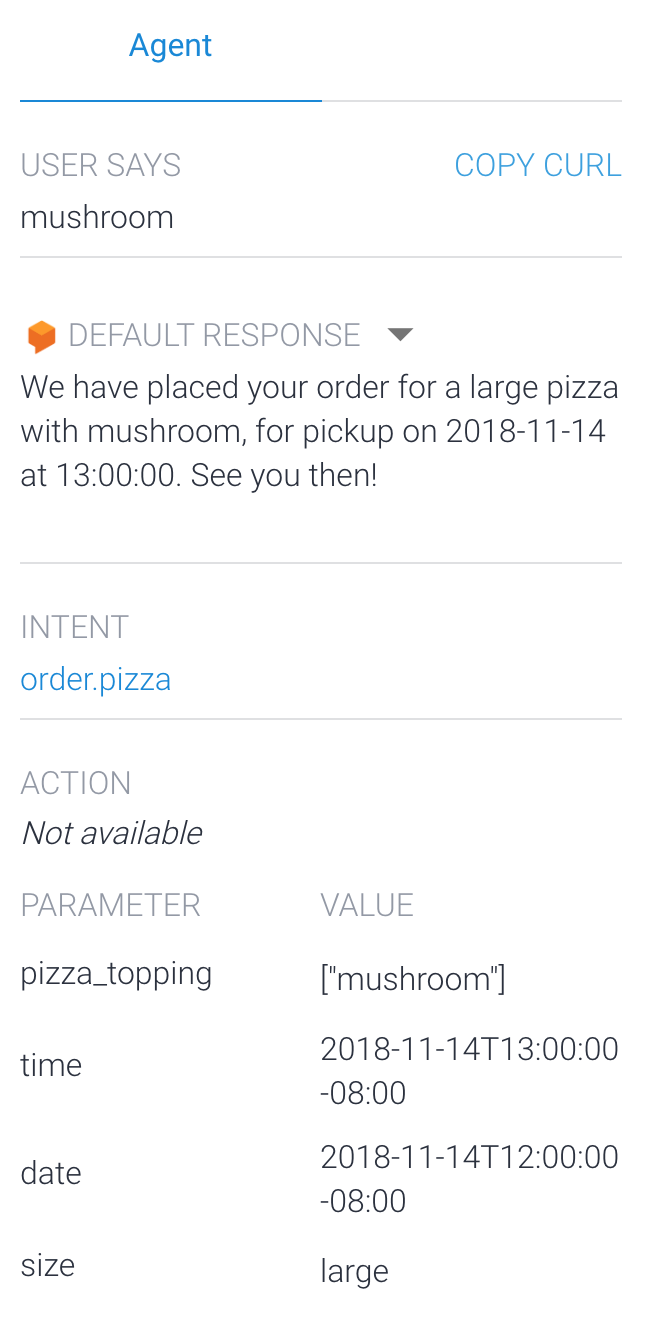 Agent
USER SAYS COPY CURL
mushroom
DEFAULT RESPONSE
We have placed your order for a large pizza
with mushroom, for pickup on 2018-11-14
at 13:00:00. See you then!
INTENT
order.pizza
ACTION
Not available
PARAMETER VALUE
pizza_topping ["mushroom"]
time 2018-11-14T13:00:00
-08:00
date 2018-11-14T12:00:00
-08:00
size large